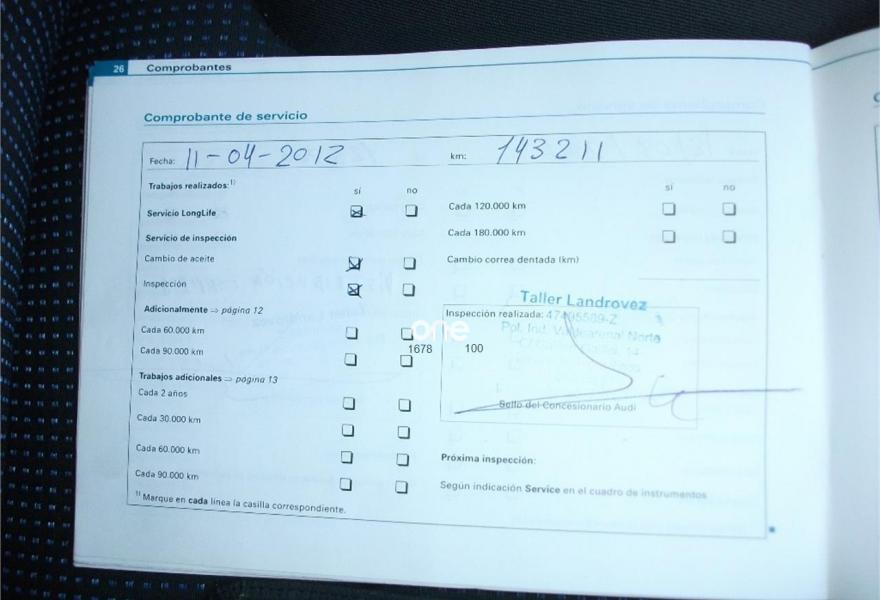 26 Comprobantes
Comprobante de servicio
Fecha: 11-04-2012 km: 143211
Trabajos realizados:1) sí no sí no
Servicio LongLife Cada 120.000 km
Servicio de inspección Cada 180.000 km
Cambio de aceite Cambio correa dentada (km)
Inspección
Adicionalmente ⇒ página 12
Taller Landrovez
Inspección realizada:
Pol. Ind. Norte
Cada 60.000 km
one
Cada 90.000 km 1678 100
Trabajos adicionales ⇒ página 13
Cada 2 años
Sello del Concesionario Audi
Cada 30.000 km
Cada 60.000 km
Próxima inspección:
Cada 90.000 km
Según indicación Service en el cuadro de instrumentos
1) Marque en cada línea la casilla correspondiente.